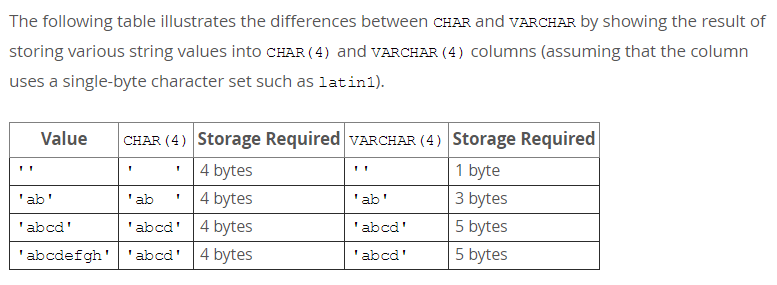 The following table illustrates the differences between CHAR and VARCHAR by showing the result of
storing various string values into CHAR(4) and VARCHAR(4) columns (assuming that the column
uses a single-byte character set such as latin1).
Value CHAR(4) Storage Required VARCHAR(4) Storage Required
'' '    ' 4 bytes '' 1 byte
'ab' 'ab  ' 4 bytes 'ab' 3 bytes
'abcd' 'abcd' 4 bytes 'abcd' 5 bytes
'abcdefgh' 'abcd' 4 bytes 'abcd' 5 bytes